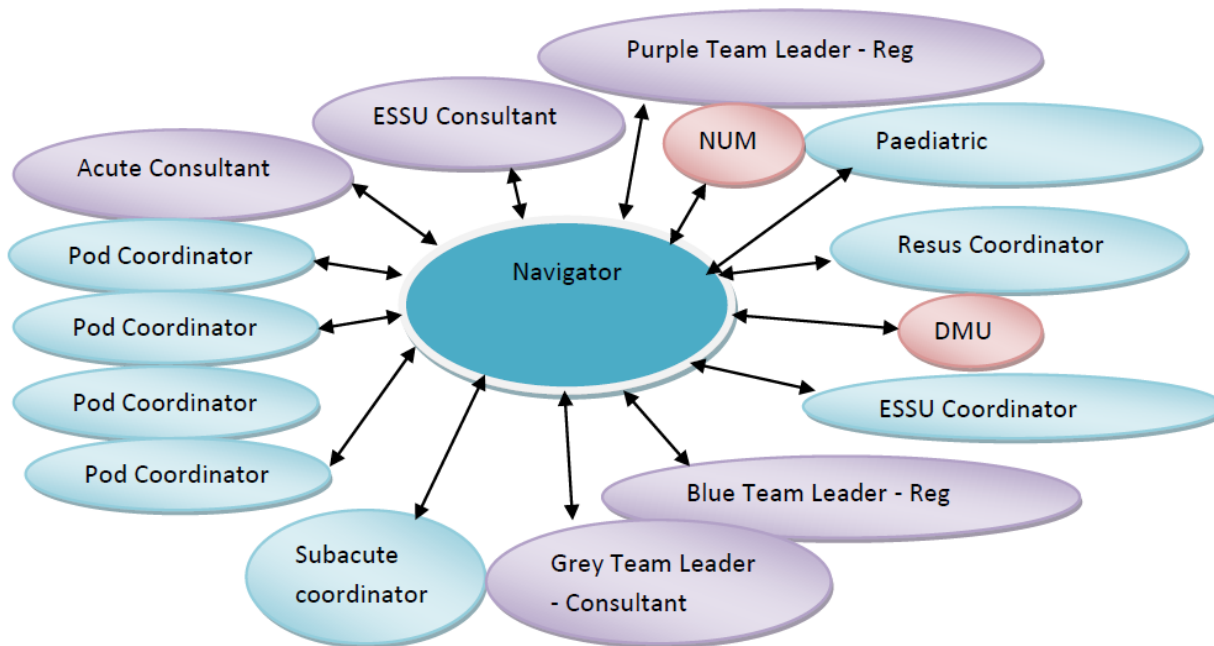 Purple Team Leader - Reg
ESSU Consultant
NUM
Paediatric
Acute Consultant
Pod Coordinator
Navigator
Resus Coordinator
Pod Coordinator
DMU
Pod Coordinator
ESSU Coordinator
Pod Coordinator
Blue Team Leader - Reg
Subacute
coordinator
Grey Team Leader
- Consultant